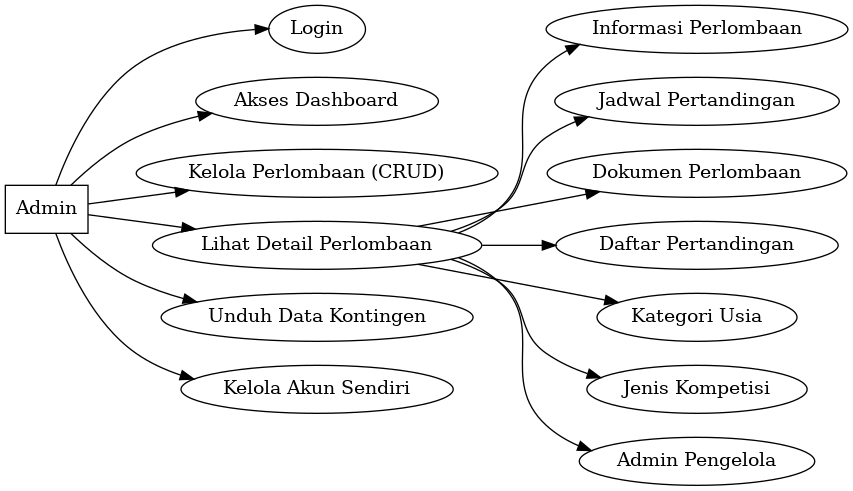 Admin
Login
Akses Dashboard
Kelola Perlombaan (CRUD)
Lihat Detail Perlombaan
Unduh Data Kontingen
Kelola Akun Sendiri
Informasi Perlombaan
Jadwal Pertandingan
Dokumen Perlombaan
Daftar Pertandingan
Kategori Usia
Jenis Kompetisi
Admin Pengelola